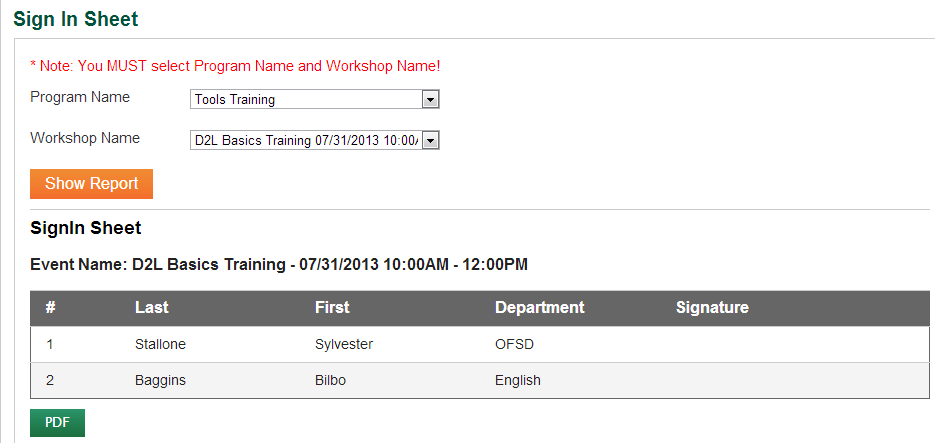 Sign In Sheet
* Note: You MUST select Program Name and Workshop Name!
Program Name Tools Training
Workshop Name D2L Basics Training 07/31/2013 10:00
Show Report
SignIn Sheet
Event Name: D2L Basics Training - 07/31/2013 10:00AM - 12:00PM
# Last First Department Signature
1 Stallone Sylvester OFSD
2 Baggins Bilbo English
PDF